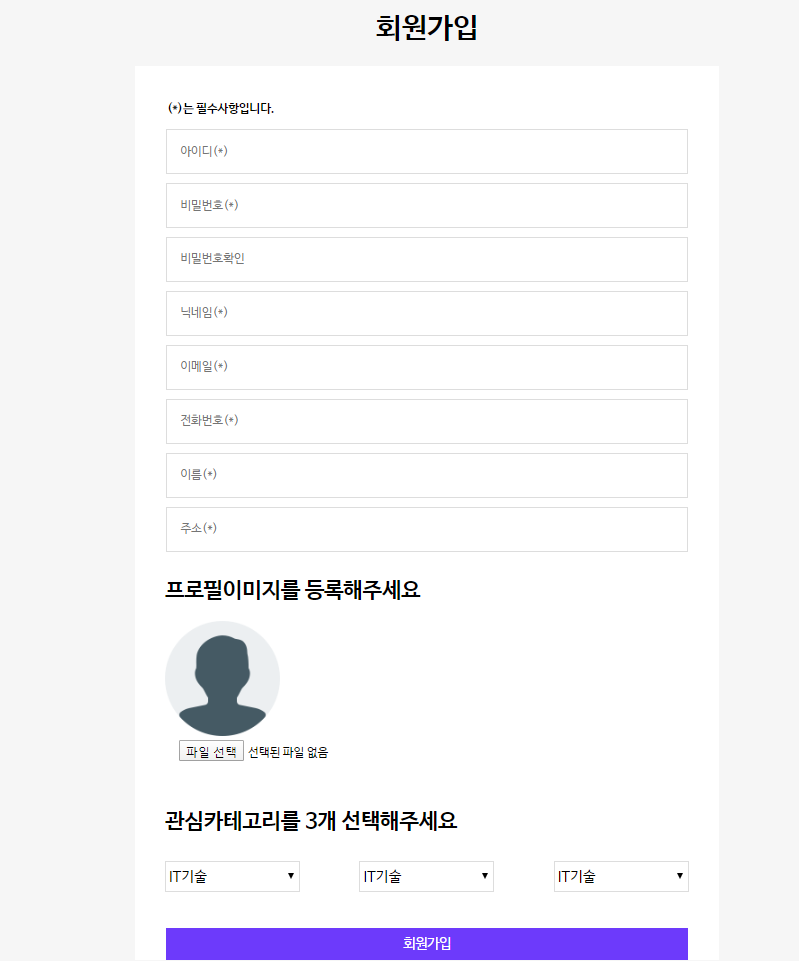 회원가입
(*)는 필수사항입니다.
아이디(*)
비밀번호(*)
비밀번호확인
닉네임(*)
이메일(*)
전화번호(*)
이름(*)
주소(*)
프로필이미지를 등록해주세요
파일 선택 선택된 파일 없음
관심카테고리를 3개 선택해주세요
IT기술 IT기술 IT기술
회원가입